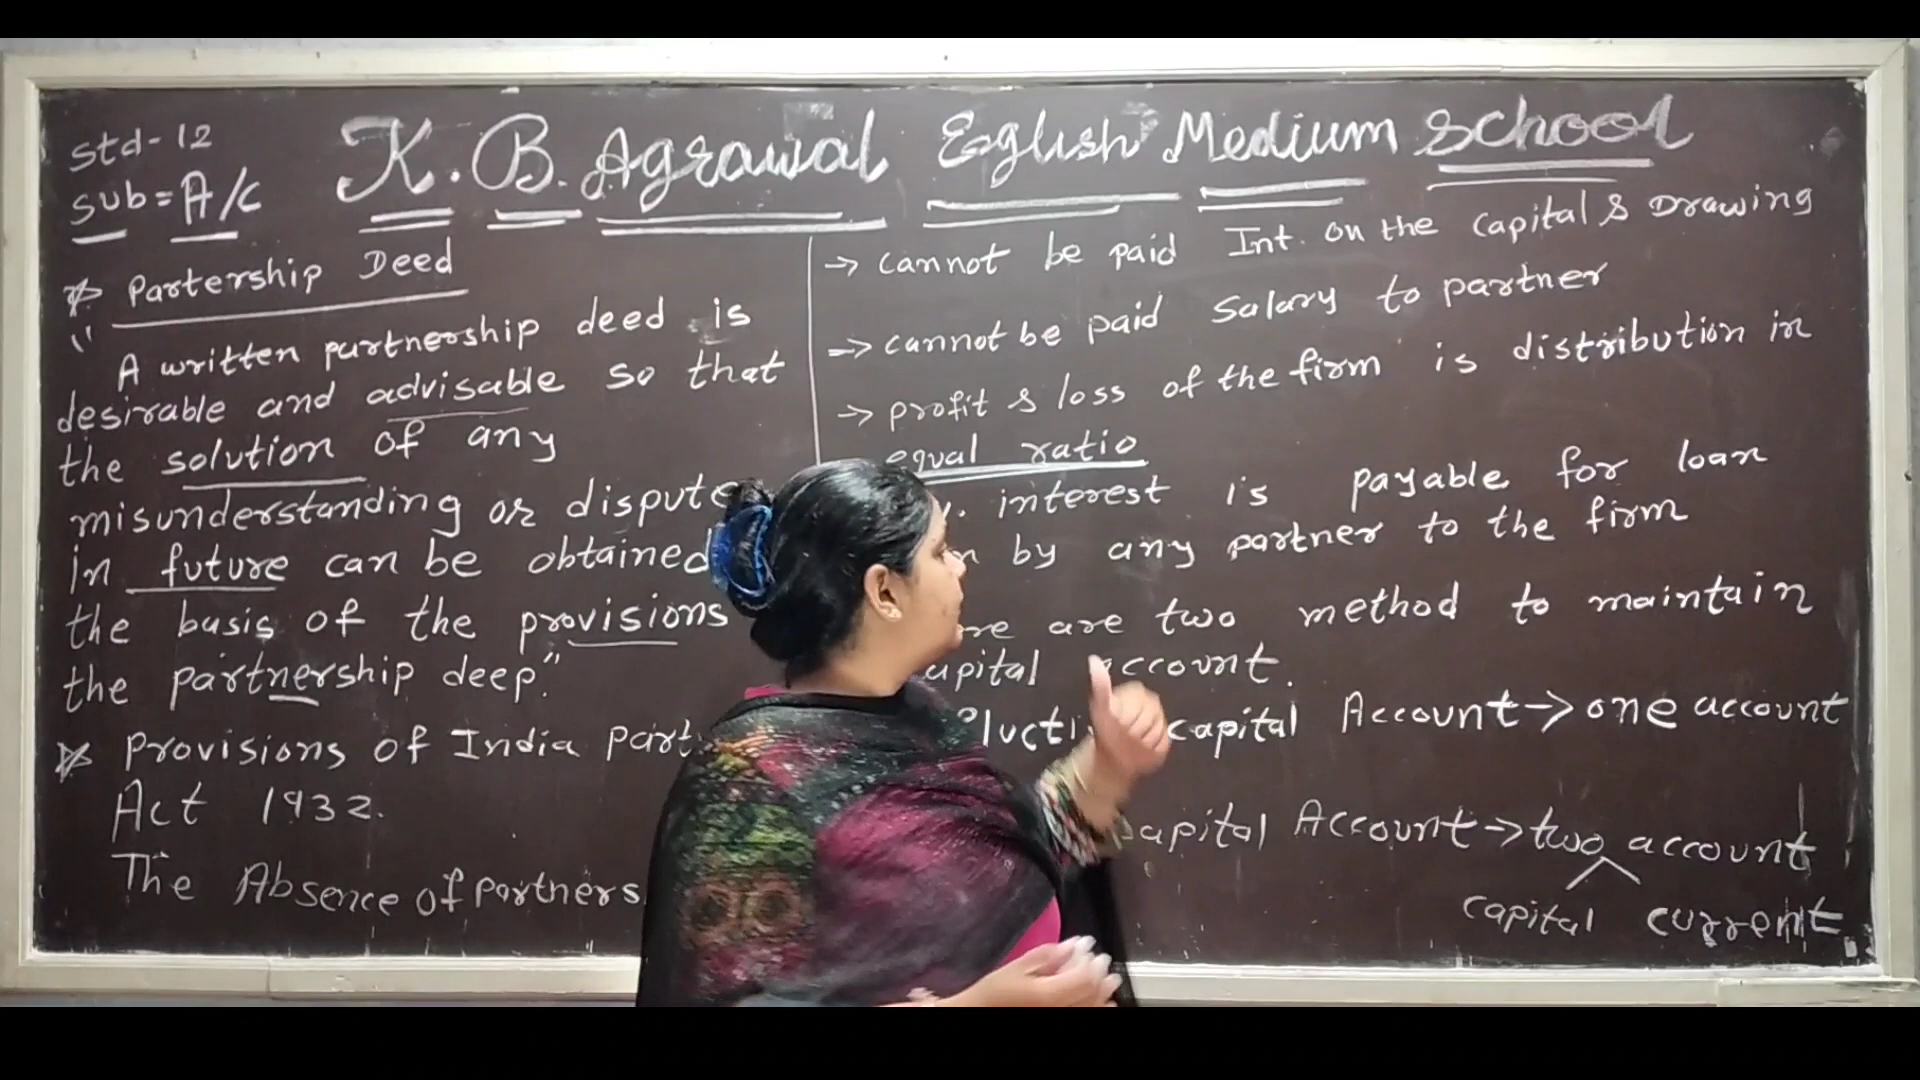 Std-12
Sub=A/c
K. B. Agrawal Eglish Medium School
Partership Deed
" A written partnership deed is
desirable and advisable so that
the solution of any
misunderstanding or dispute
in future can be obtained
the basis of the provisions
the partnership deep."
Provisions of India Part
Act 1932.
The Absence of Partners
→ cannot be paid Int. on the capital & Drawing
→ cannot be paid Salary to partner
→ profit & loss of the firm is distribution in
equal ratio
interest is payable for loan
by any partner to the firm
are two method to maintain
capital account.
capital Account → one account
capital Account → two account
capital current